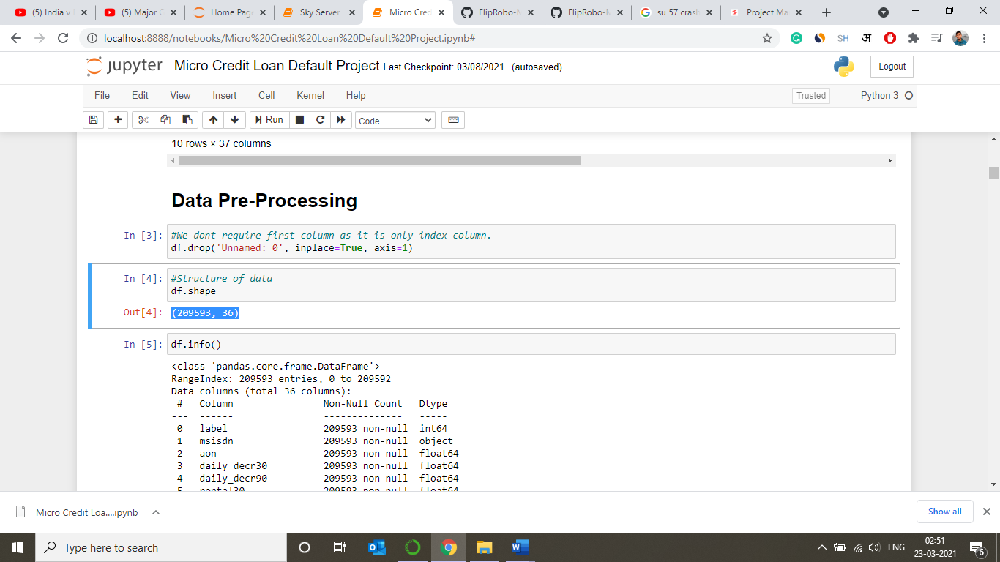 (5) India v
(5) Major G
Home Page
Sky Server
Micro Cred
FlipRobo-M
FlipRobo-M
su 57 crash
Project Ma
localhost:8888/notebooks/Micro%20Credit%20Loan%20Default%20Project.ipynb#
SH
अ
jupyter Micro Credit Loan Default Project Last Checkpoint: 03/08/2021 (autosaved)
Logout
File Edit View Insert Cell Kernel Help
Trusted
Python 3
Run
Code
10 rows × 37 columns
Data Pre-Processing
In [3]: #We dont require first column as it is only index column.
df.drop('Unnamed: 0', inplace=True, axis=1)
In [4]: #Structure of data
df.shape
Out[4]: (209593, 36)
In [5]: df.info()
<class 'pandas.core.frame.DataFrame'>
RangeIndex: 209593 entries, 0 to 209592
Data columns (total 36 columns):
# Column Non-Null Count Dtype
--- ------ -------------- -----
0 label 209593 non-null int64
1 msisdn 209593 non-null object
2 aon 209593 non-null float64
3 daily_decr30 209593 non-null float64
4 daily_decr90 209593 non-null float64
5 rental30 209593 non-null float64
Micro Credit Loa....ipynb
Show all
Type here to search
ENG
02:51
23-03-2021
6